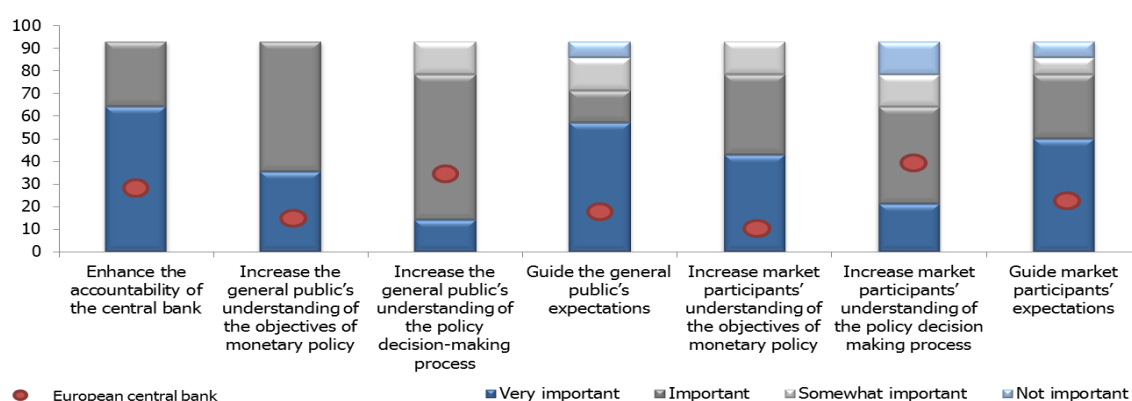 100
90
80
70
60
50
40
30
20
10
0
Enhance the
accountability of
the central bank
Increase the
general public’s
understanding of
the objectives of
monetary policy
Increase the
general public’s
understanding of
the policy
decision-making
process
Guide the general
public’s
expectations
Increase market
participants’
understanding of
the objectives of
monetary policy
Increase market
participants’
understanding of
the policy decision
making process
Guide market
participants’
expectations
European central bank
Very important
Important
Somewhat important
Not important